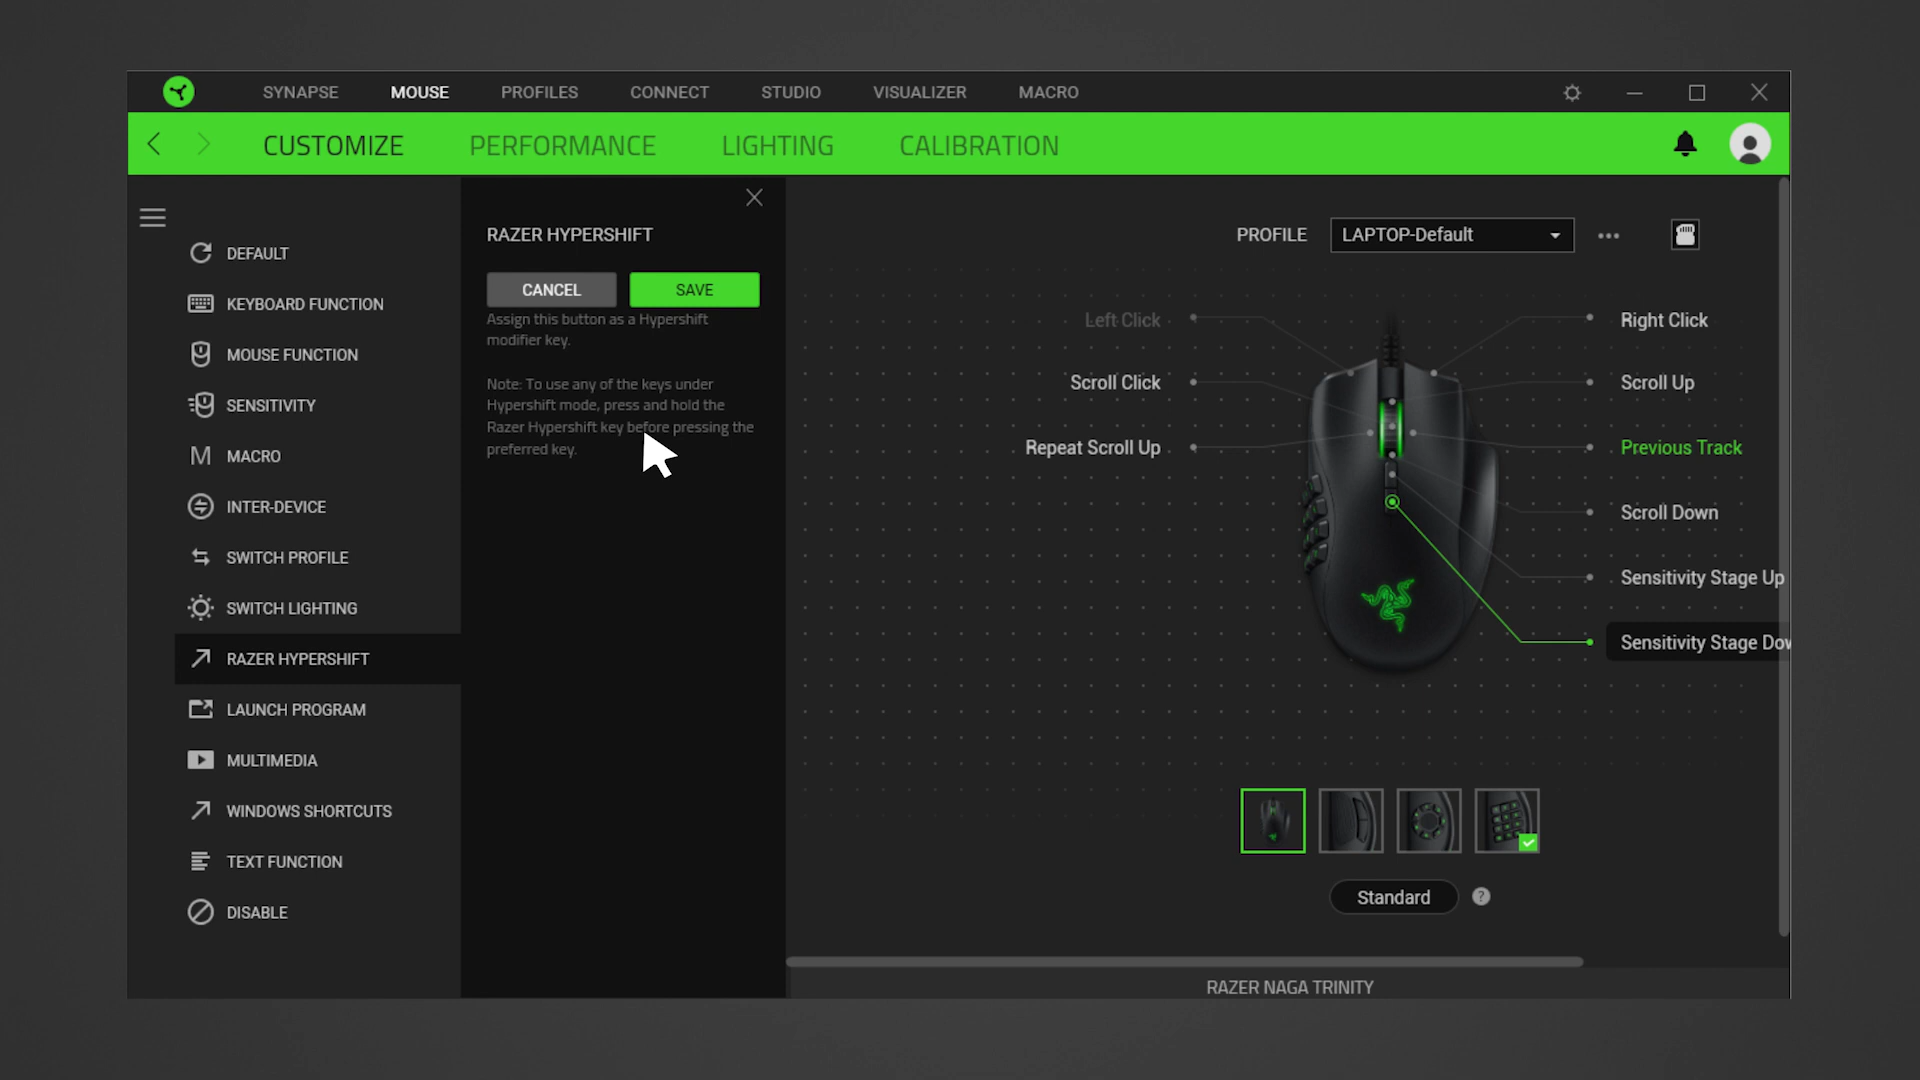 SYNAPSE MOUSE PROFILES CONNECT STUDIO VISUALIZER MACRO
CUSTOMIZE PERFORMANCE LIGHTING CALIBRATION
DEFAULT
KEYBOARD FUNCTION
MOUSE FUNCTION
SENSITIVITY
MACRO
INTER-DEVICE
SWITCH PROFILE
SWITCH LIGHTING
RAZER HYPERSHIFT
LAUNCH PROGRAM
MULTIMEDIA
WINDOWS SHORTCUTS
TEXT FUNCTION
DISABLE
RAZER HYPERSHIFT
CANCEL SAVE
Assign this button as a Hypershift
modifier key.
Note: To use any of the keys under
Hypershift mode, press and hold the
Razer Hypershift key before pressing the
preferred key.
PROFILE LAPTOP-Default
Left Click
Scroll Click
Repeat Scroll Up
Right Click
Scroll Up
Previous Track
Scroll Down
Sensitivity Stage Up
Sensitivity Stage Dow
Standard ?
RAZER NAGA TRINITY